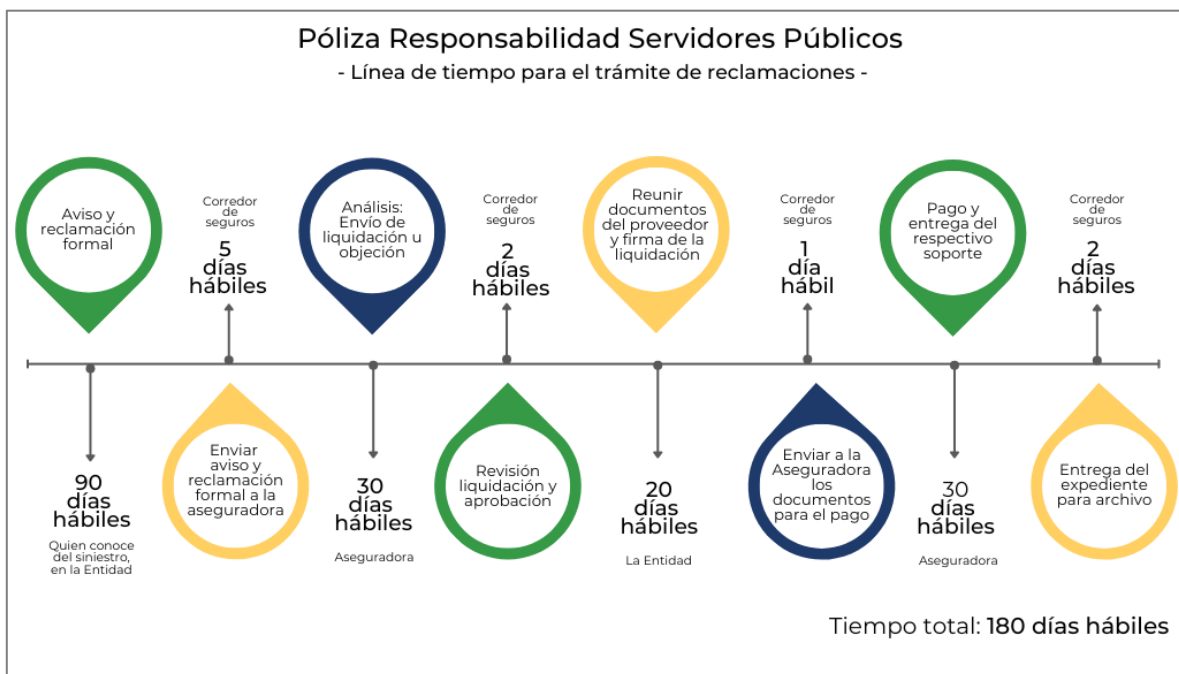 Póliza Responsabilidad Servidores Públicos
- Línea de tiempo para el trámite de reclamaciones -
Aviso y
reclamación
formal
Corredor
de
seguros
5
días
hábiles
Análisis:
Envío de
liquidación u
objeción
Corredor
de
seguros
2
días
hábiles
Reunir
documentos
del proveedor
y firma de la
liquidación
Corredor
de
seguros
1
día
hábil
Pago y
entrega del
respectivo
soporte
Corredor
de
seguros
2
días
hábiles
90
días
hábiles
Quien conoce
del siniestro,
en la Entidad
Enviar
aviso y
reclamación
formal a la
aseguradora
30
días
hábiles
Aseguradora
Revisión
liquidación y
aprobación
20
días
hábiles
La Entidad
Enviar a la
Aseguradora
los
documentos
para el pago
30
días
hábiles
Aseguradora
Entrega del
expediente
para archivo
Tiempo total: 180 días hábiles